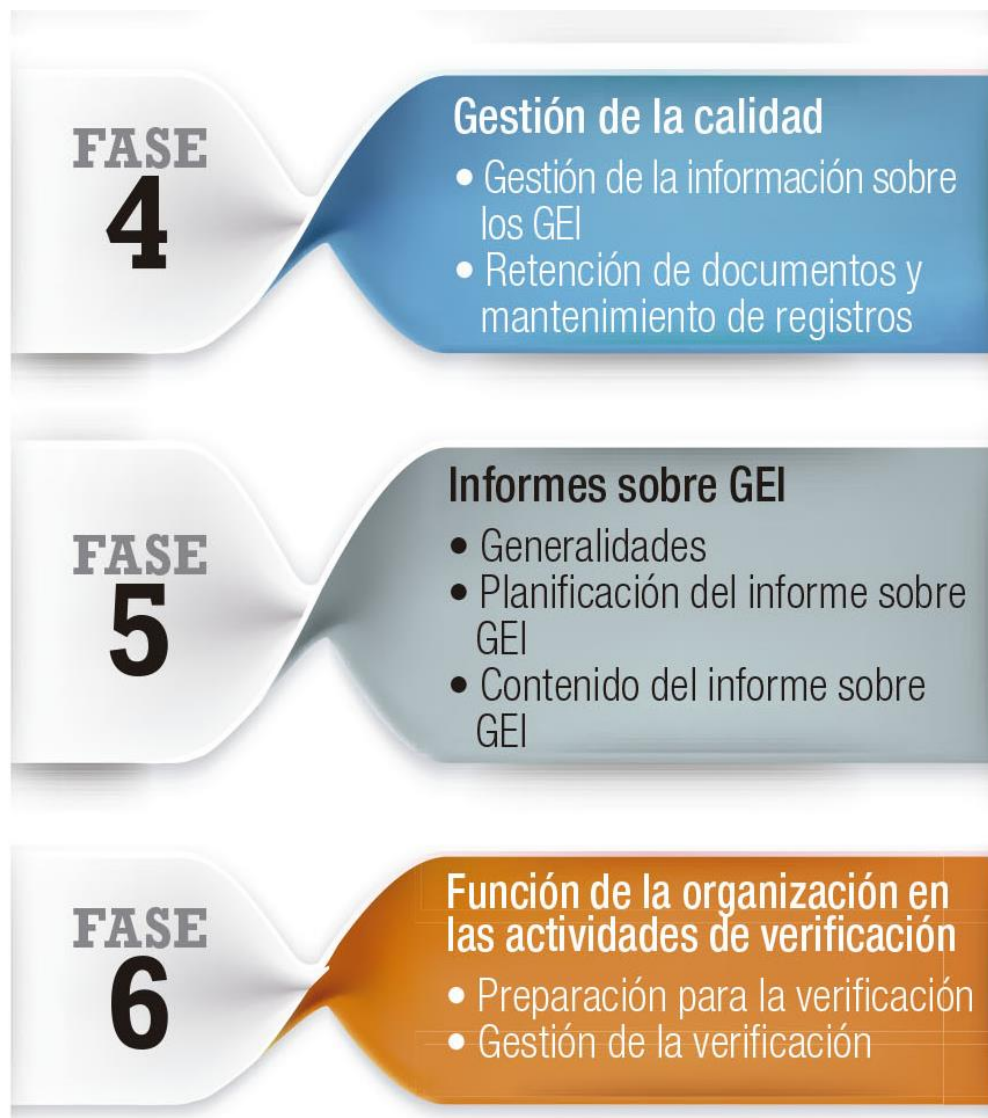 FASE
4
Gestión de la calidad
• Gestión de la información sobre
los GEI
• Retención de documentos y
mantenimiento de registros
FASE
5
Informes sobre GEI
• Generalidades
• Planificación del informe sobre
GEI
• Contenido del informe sobre
GEI
FASE
6
Función de la organización en
las actividades de verificación
• Preparación para la verificación
• Gestión de la verificación